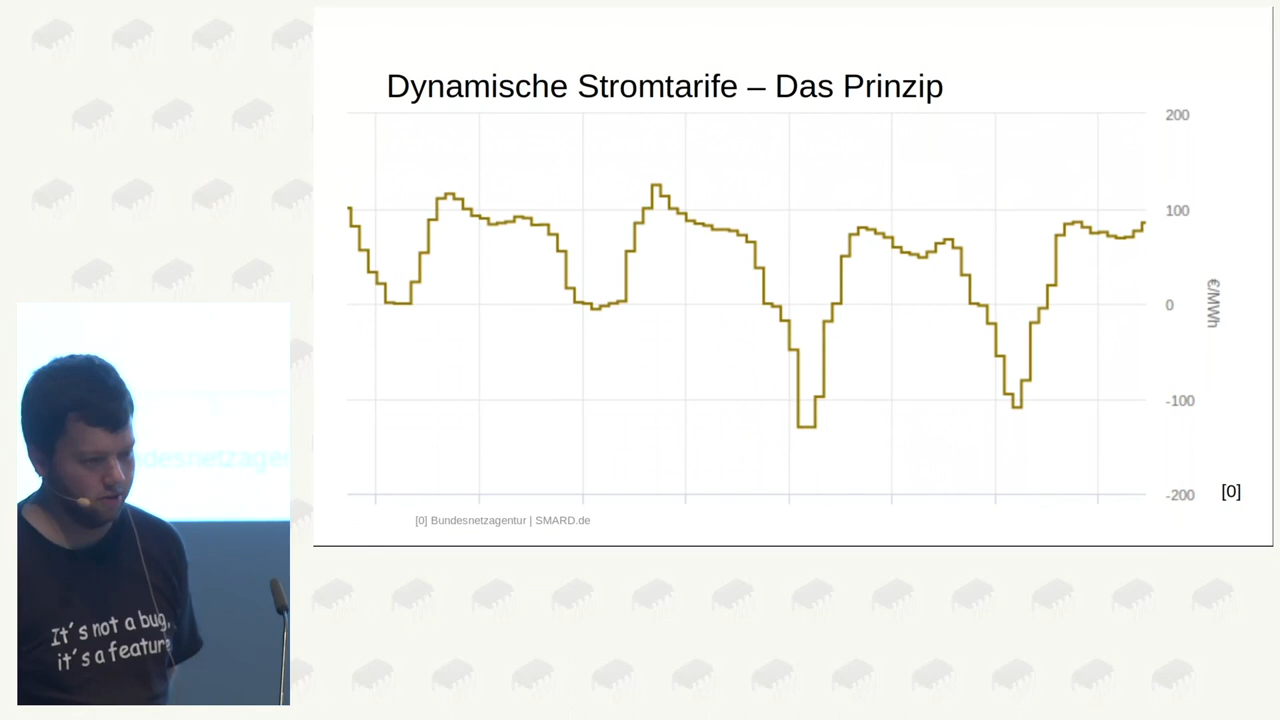 Dynamische Stromtarife – Das Prinzip
200
100
0
-100
-200
€/MWh
[0]
[0] Bundesnetzagentur | SMARD.de
desnetzager
It´s not a bug,
it´s a feature